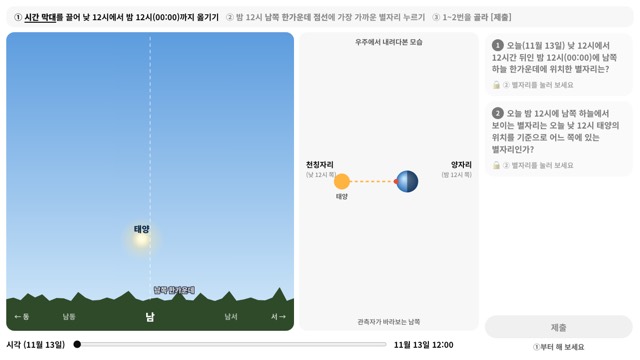 ① 시간 막대를 끌어 낮 12시에서 밤 12시(00:00)까지 옮기기 ② 밤 12시 남쪽 한가운데 점선에 가장 가까운 별자리 누르기 ③ 1~2번을 골라 [제출]
우주에서 내려다본 모습
태양
남쪽 한가운데
← 동 남동 남 남서 서 →
천칭자리
(낮 12시 쪽)
태양
양자리
(밤 12시 쪽)
관측자가 바라보는 남쪽
1 오늘(11월 13일) 낮 12시에서
12시간 뒤인 밤 12시(00:00)에 남쪽
하늘 한가운데에 위치한 별자리는?
② 별자리를 눌러 보세요
2 오늘 밤 12시에 남쪽 하늘에서
보이는 별자리는 오늘 낮 12시 태양의
위치를 기준으로 어느 쪽에 있는
별자리인가?
② 별자리를 눌러 보세요
시각 (11월 13일) 11월 13일 12:00
제출
①부터 해 보세요